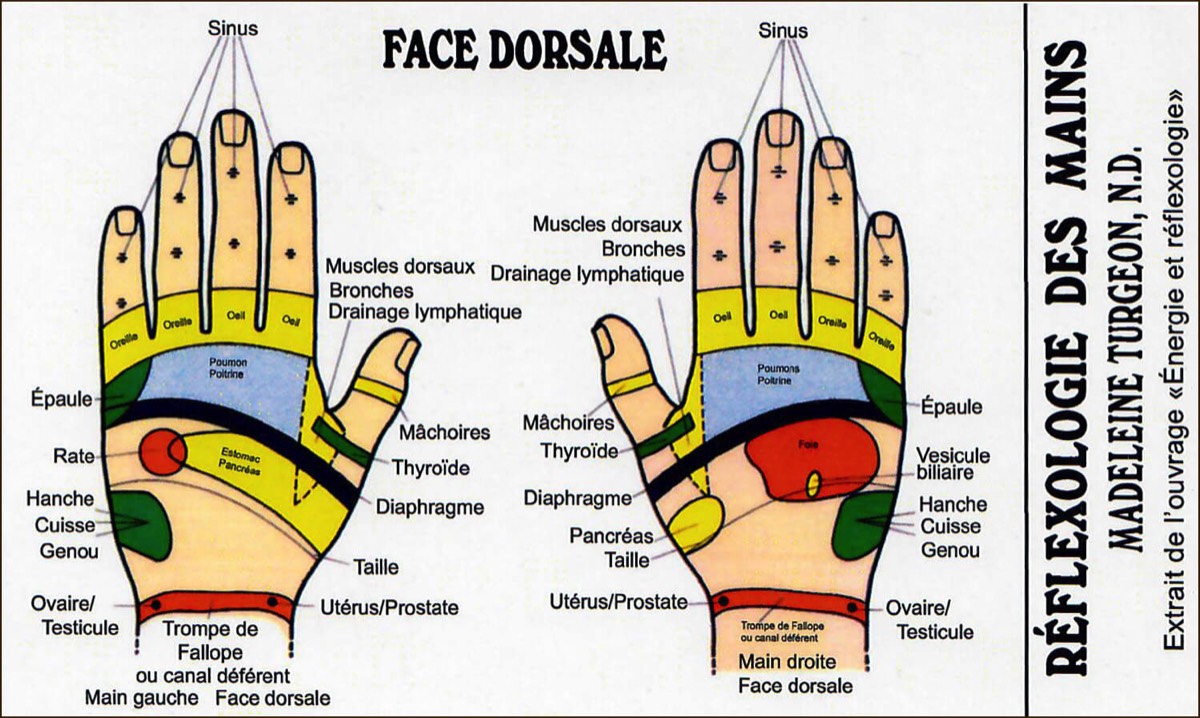 FACE DORSALE
Sinus
Oreille
Oreille
Oeil
Oeil
Muscles dorsaux
Bronches
Drainage lymphatique
Poumon
Poitrine
Épaule
Mâchoires
Rate
Estomac
Pancréas
Thyroïde
Hanche
Cuisse
Genou
Diaphragme
Taille
Ovaire/
Testicule
Utérus/Prostate
Trompe de
Fallope
ou canal déférent
Main gauche Face dorsale
Sinus
Muscles dorsaux
Bronches
Drainage lymphatique
Oeil
Oeil
Oreille
Oreille
Poumons
Poitrine
Épaule
Mâchoires
Thyroïde
Foie
Vesicule
biliaire
Diaphragme
Hanche
Cuisse
Genou
Pancréas
Taille
Utérus/Prostate
Ovaire/
Testicule
Trompe de Fallope
ou canal déférent
Main droite
Face dorsale
RÉFLEXOLOGIE DES MAINS
MADELEINE TURGEON, N.D.
Extrait de l'ouvrage «Énergie et réflexologie»